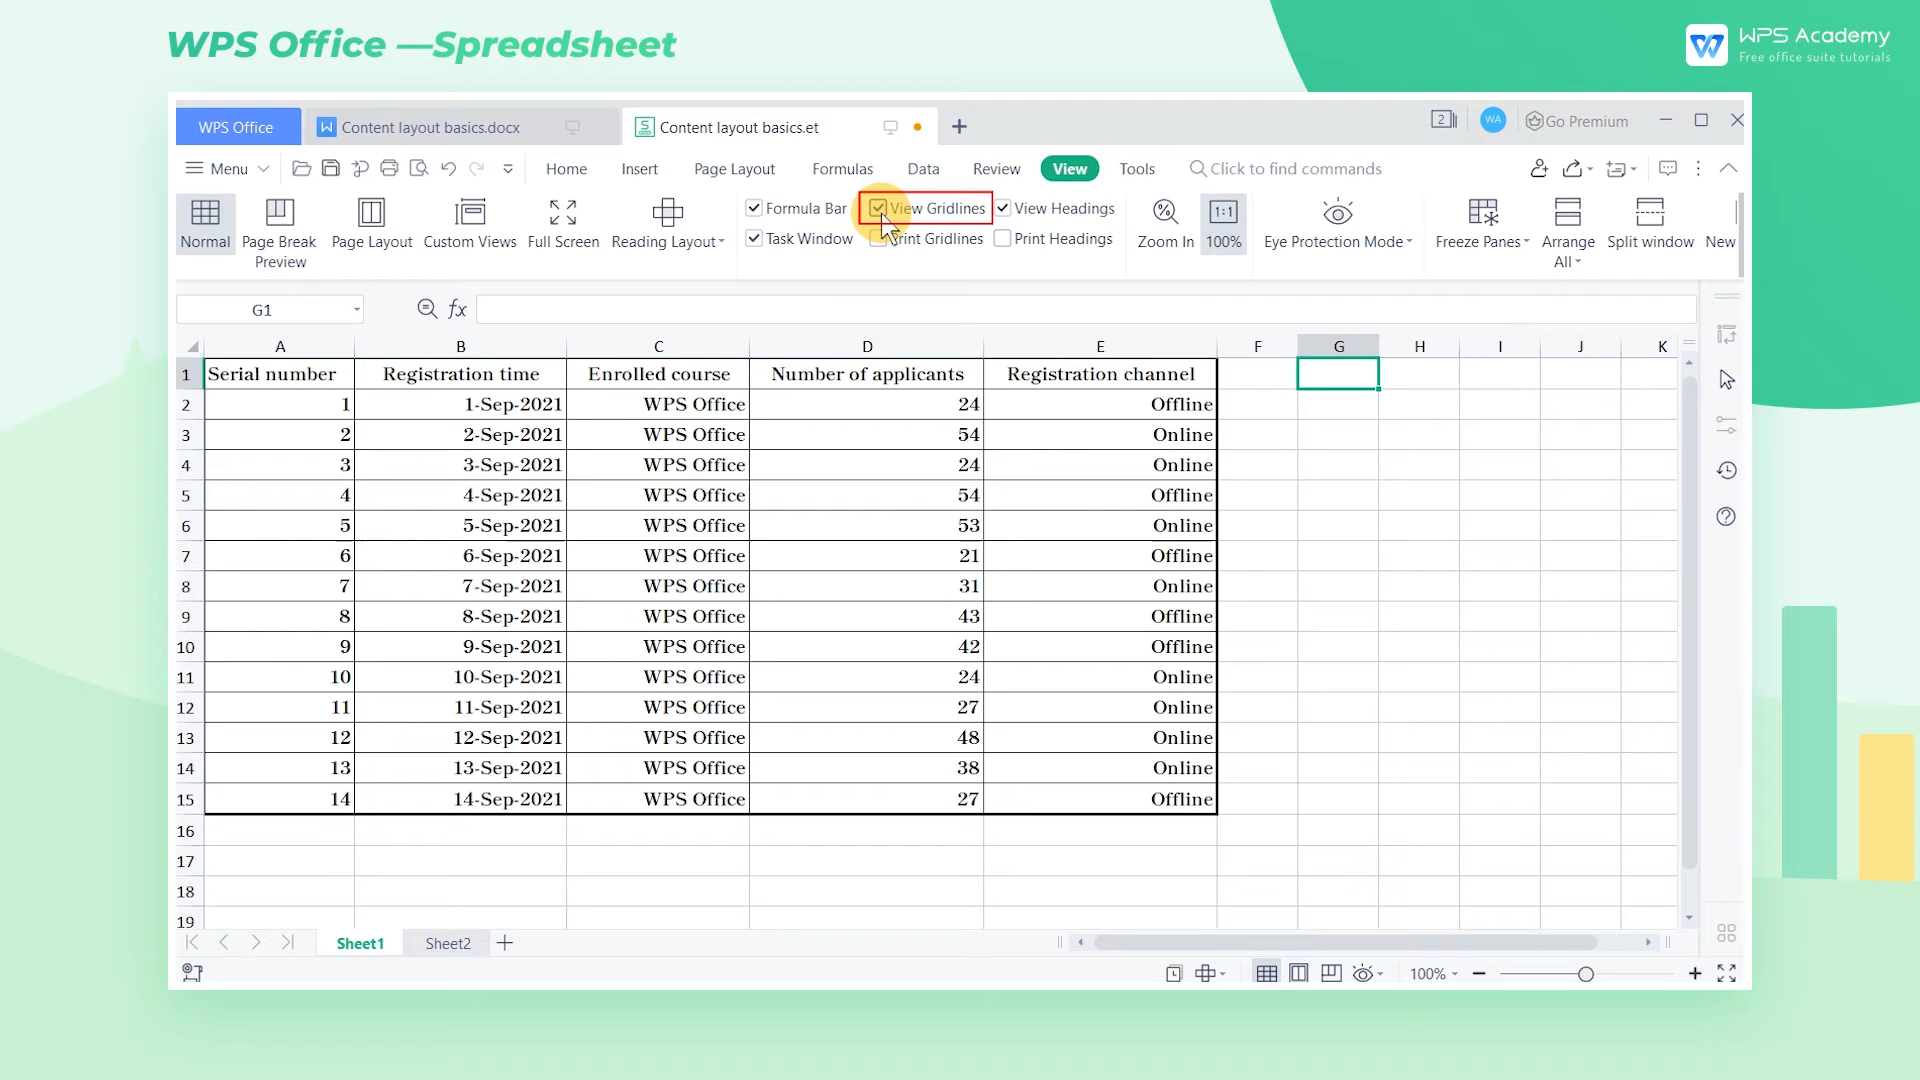 WPS Office —Spreadsheet
WPS Academy
Free office suite tutorials
WPS Office
Content layout basics.docx
Content layout basics.et
2
WA
Go Premium
Menu
Home
Insert
Page Layout
Formulas
Data
Review
View
Tools
Click to find commands
Formula Bar
View Gridlines
View Headings
1:1
Normal
Page Break Preview
Page Layout
Custom Views
Full Screen
Reading Layout
Task Window
Print Gridlines
Print Headings
Zoom In
100%
Eye Protection Mode
Freeze Panes
Arrange All
Split window
New
G1
fx
A B C D E F G H I J K
1 Serial number Registration time Enrolled course Number of applicants Registration channel
2 1 1-Sep-2021 WPS Office 24 Offline
3 2 2-Sep-2021 WPS Office 54 Online
4 3 3-Sep-2021 WPS Office 24 Online
5 4 4-Sep-2021 WPS Office 54 Offline
6 5 5-Sep-2021 WPS Office 53 Online
7 6 6-Sep-2021 WPS Office 21 Offline
8 7 7-Sep-2021 WPS Office 31 Online
9 8 8-Sep-2021 WPS Office 43 Offline
10 9 9-Sep-2021 WPS Office 42 Offline
11 10 10-Sep-2021 WPS Office 24 Online
12 11 11-Sep-2021 WPS Office 27 Online
13 12 12-Sep-2021 WPS Office 48 Online
14 13 13-Sep-2021 WPS Office 38 Online
15 14 14-Sep-2021 WPS Office 27 Offline
16
17
18
19
Sheet1
Sheet2
100%